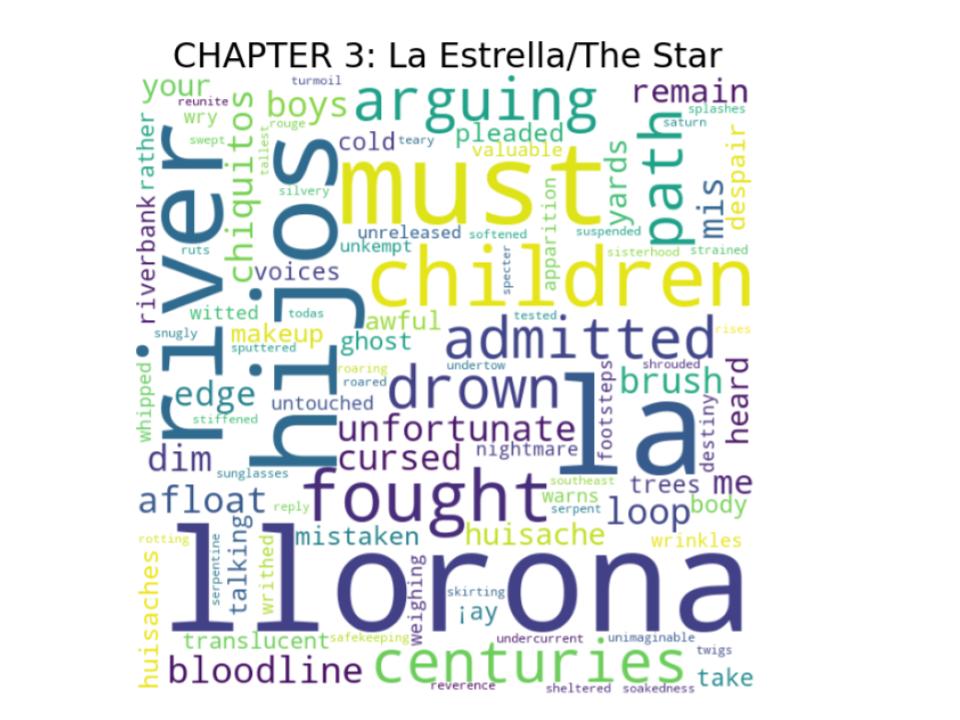 CHAPTER 3: La Estrella/The Star
your
turmoil
reunite
boys
arguing
remain
splashes
saturn
wry
rouge
swept
tallest
cold
teary
pleaded
valuable
rather
river
chiquitos
hijos
must
yards
path
mis
despair
silvery
apparition
unreleased
softened
suspended
unkempt
specter
sisterhood
strained
riverbank
ruts
voices
children
witted
todas
awful
tested
admitted
rises
snugly
makeup
sputtered
ghost
roaring
roared
undertow
shrouded
whipped
edge
untouched
drown
la
footsteps
brush
destiny
heard
stiffened
unfortunate
dim
sunglasses
cursed
nightmare
afloat
reply
fought
southeast
warns
serpent
trees
me
loop
body
rotting
serpentine
talking
writhed
mistaken
huisache
wrinkles
llorona
huisaches
weighing
skirting
¡ay
translucent
safekeeping
undercurrent
unimaginable
twigs
bloodline
centuries
take
reverence
sheltered
soakedness